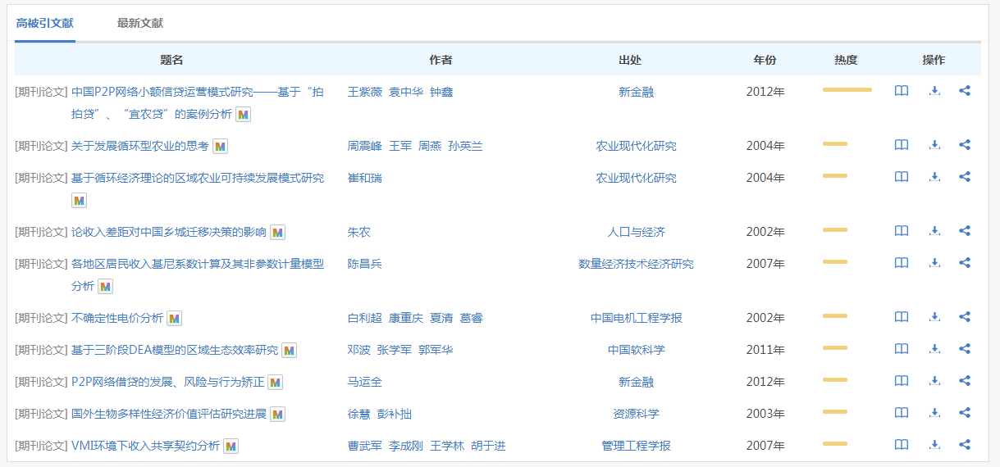 高被引文献 最新文献
题名 作者 出处 年份 热度 操作
[期刊论文] 中国P2P网络小额信贷运营模式研究——基于“拍 王紫薇 袁中华 钟鑫 新金融 2012年
拍贷”、“宜农贷”的案例分析 M
[期刊论文] 关于发展循环型农业的思考 M 周震峰 王军 周燕 孙英兰 农业现代化研究 2004年
[期刊论文] 基于循环经济理论的区域农业可持续发展模式研究 崔和瑞 农业现代化研究 2004年
M
[期刊论文] 论收入差距对中国乡城迁移决策的影响 M 朱农 人口与经济 2002年
[期刊论文] 各地区居民收入基尼系数计算及其非参数计量模型 陈昌兵 数量经济技术经济研究 2007年
分析 M
[期刊论文] 不确定性电价分析 M 白利超 康重庆 夏清 葛睿 中国电机工程学报 2002年
[期刊论文] 基于三阶段DEA模型的区域生态效率研究 M 邓波 张学军 郭军华 中国软科学 2011年
[期刊论文] P2P网络借贷的发展、风险与行为矫正 M 马运全 新金融 2012年
[期刊论文] 国外生物多样性经济价值评估研究进展 M 徐慧 彭补拙 资源科学 2003年
[期刊论文] VMI环境下收入共享契约分析 M 曹武军 李成刚 王学林 胡于进 管理工程学报 2007年